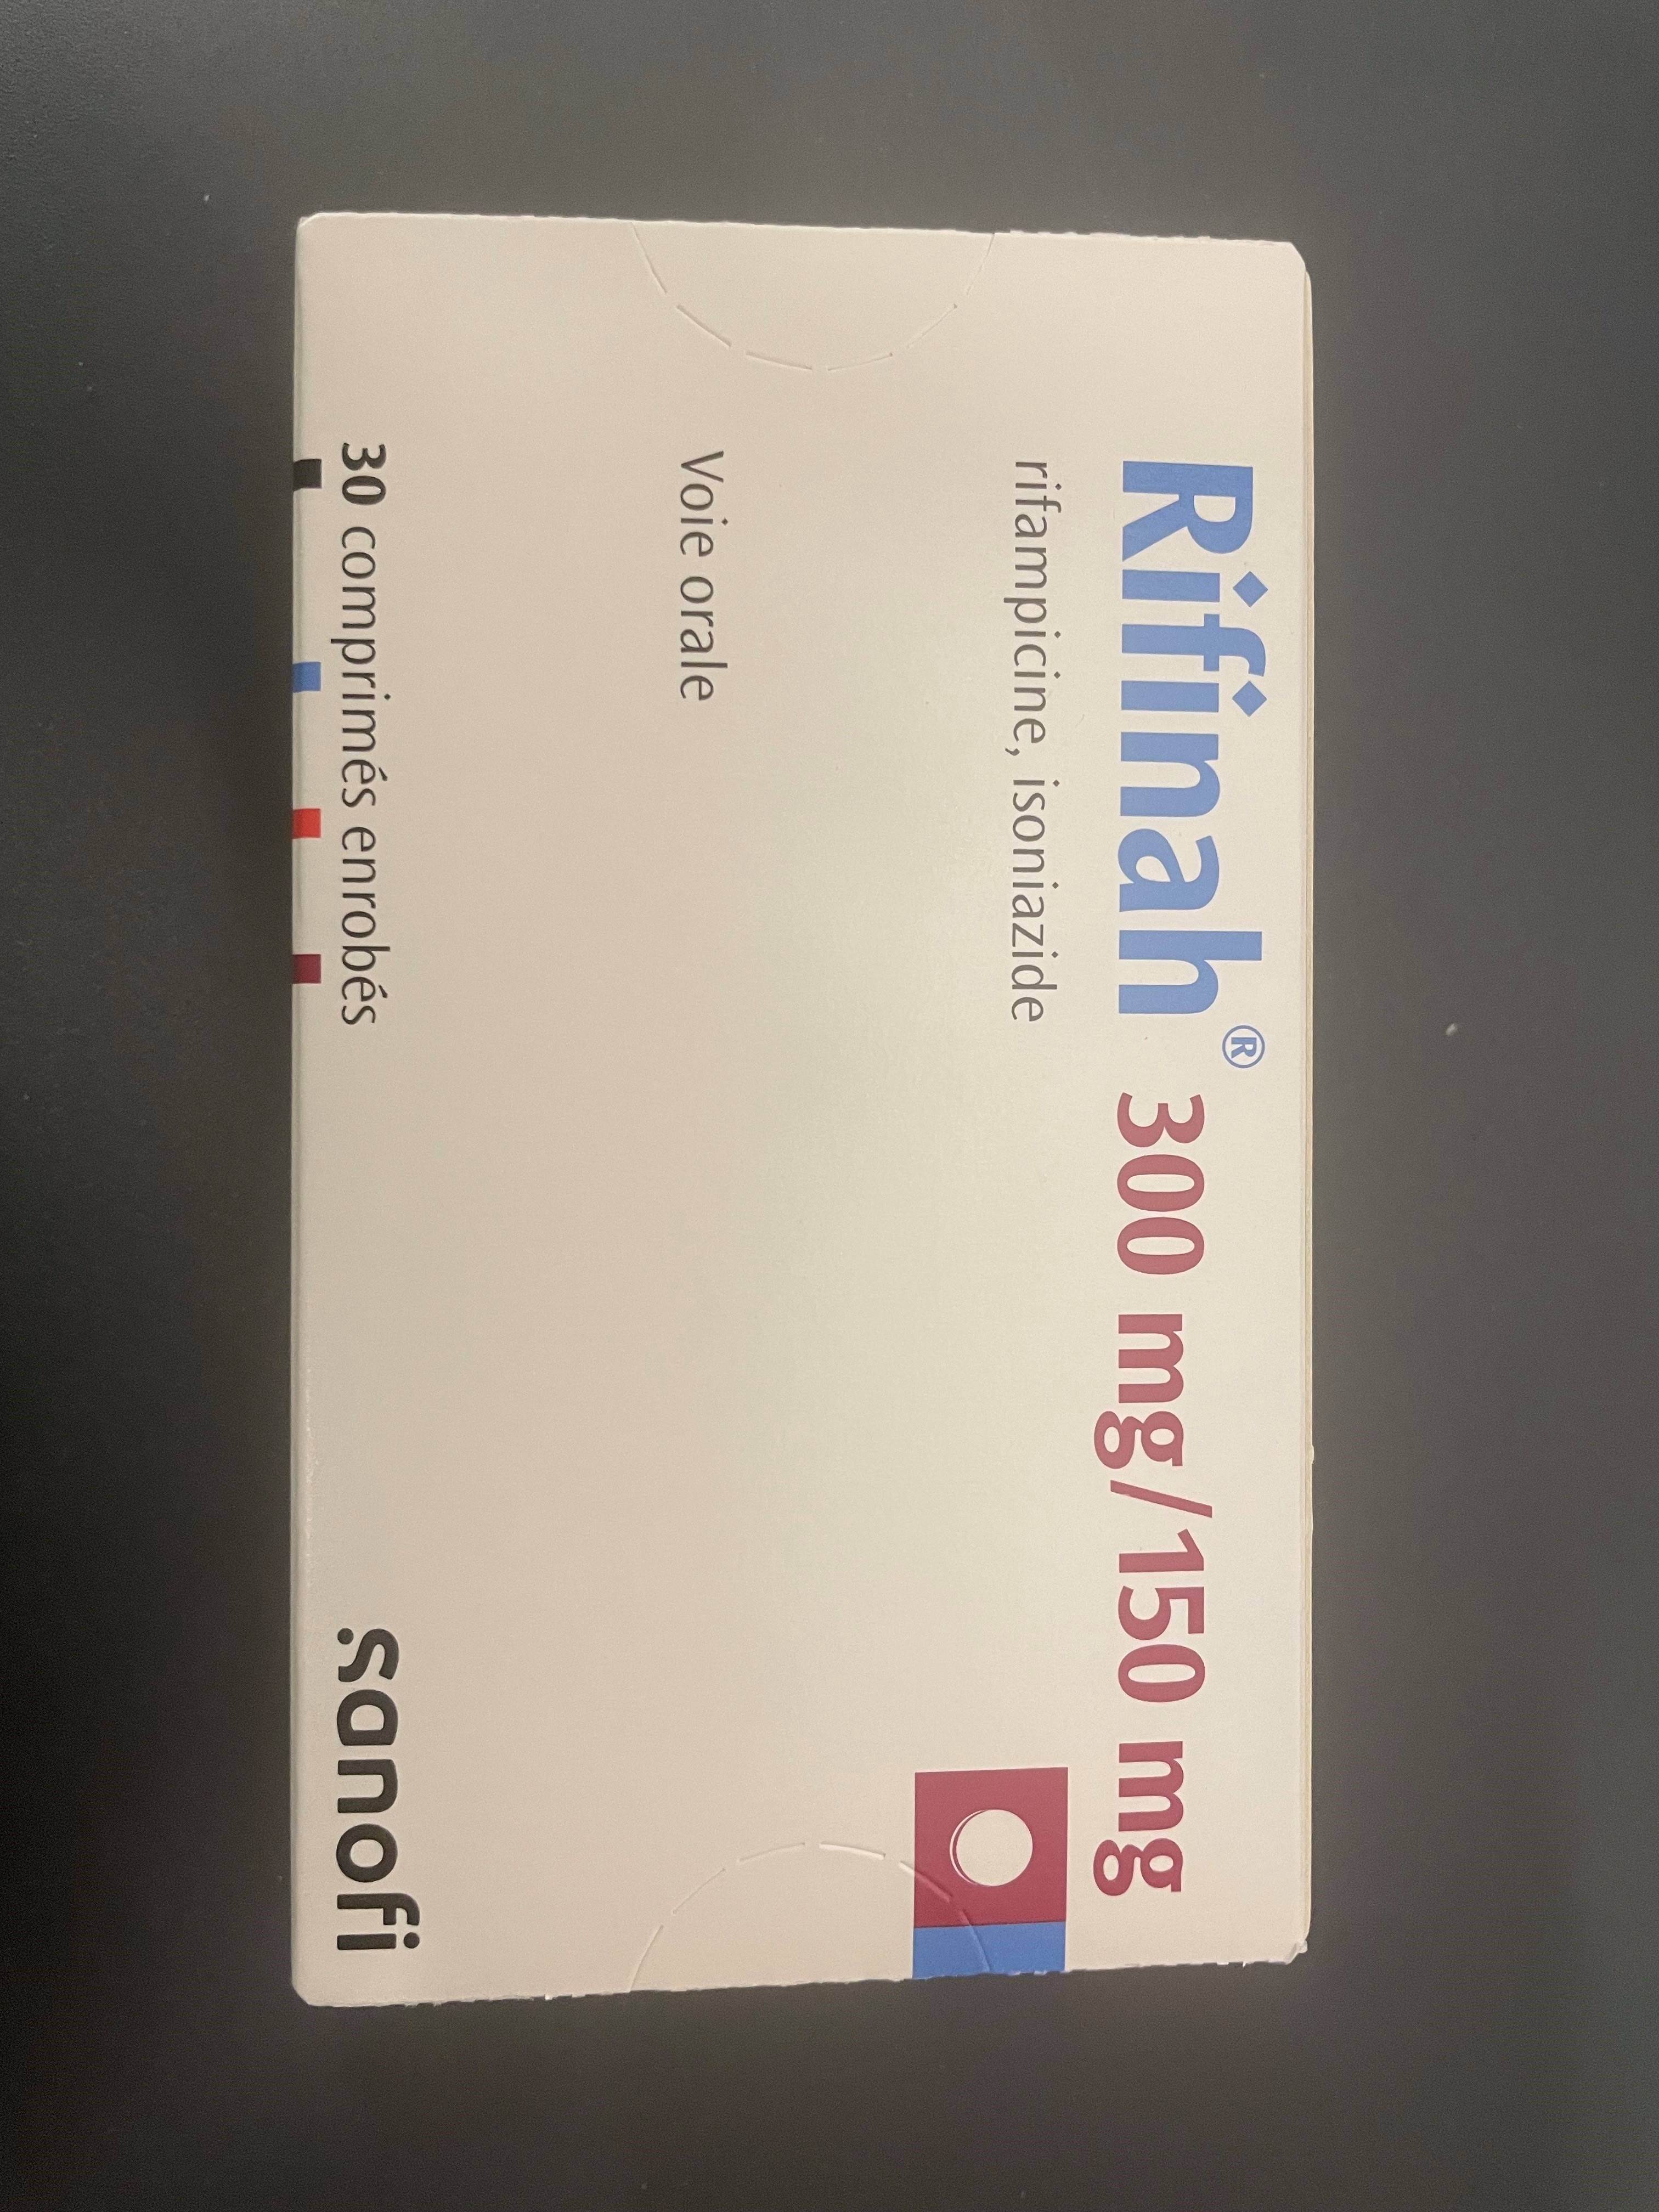 Rifinah® 300 mg/150 mg
rifampicine, isoniazide
Voie orale
30 comprimés enrobés
sanofi